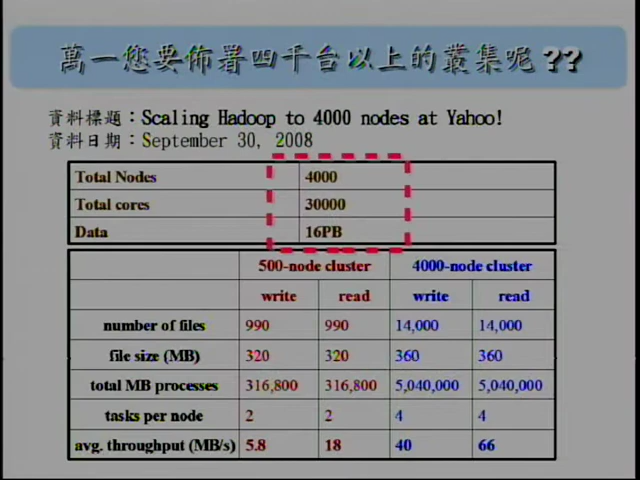 萬一您要佈署四千台以上的叢集呢??
資料標題：Scaling Hadoop to 4000 nodes at Yahoo!
資料日期：September 30, 2008
Total Nodes 4000
Total cores 30000
Data 16PB
500-node cluster 4000-node cluster
write read write read
number of files 990 990 14,000 14,000
file size (MB) 320 320 360 360
total MB processes 316,800 316,800 5,040,000 5,040,000
tasks per node 2 2 4 4
avg. throughput (MB/s) 5.8 18 40 66